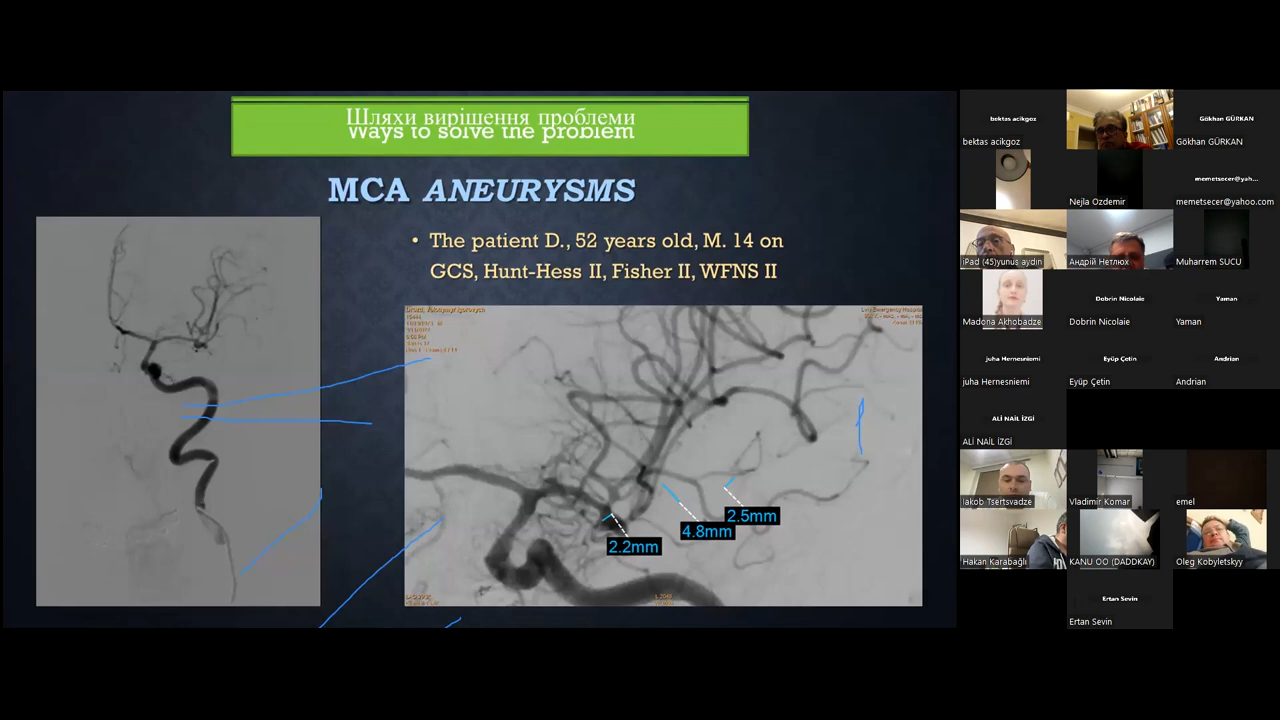 Шляхи вирішення проблеми
Ways to solve the problem
MCA ANEURYSMS
• The patient D., 52 years old, M. 14 on
GCS, Hunt-Hess II, Fisher II, WFNS II
2.5mm
4.8mm
2.2mm
bektas acikgoz
bektas acikgoz
Gökhan GÜRKAN
Gökhan GÜRKAN
Nejla Ozdemir
memetsecer@yah...
memetsecer@yahoo.com
iPad (45)yunus aydın
Андрій Нетлюх
Muharrem SUCU
Madona Akhobadze
Dobrin Nicolaie
Dobrin Nicolaie
Yaman
Yaman
juha Hernesniemi
juha Hernesniemi
Eyüp Çetin
Eyüp Çetin
Andrian
Andrian
ALİ NAİL İZGİ
ALİ NAİL İZGİ
Iakob Tsertsvadze
Vladimir Komar
emel
Hakan Karabağlı
KANU OO (DADDKAY)
Oleg Kobyletskyy
Ertan Sevin
Ertan Sevin